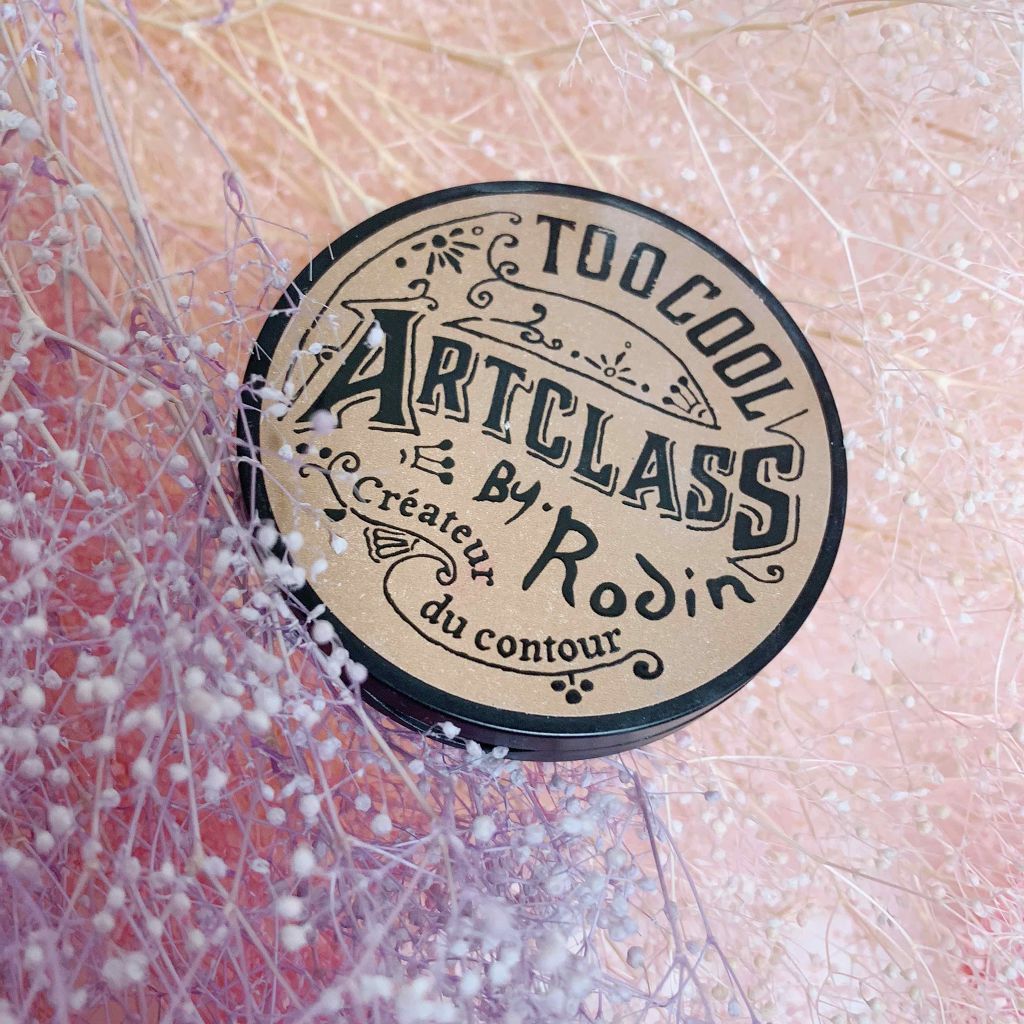 TOO COOL
ARTCLASS
BY. Rodin
Créateur
du contour